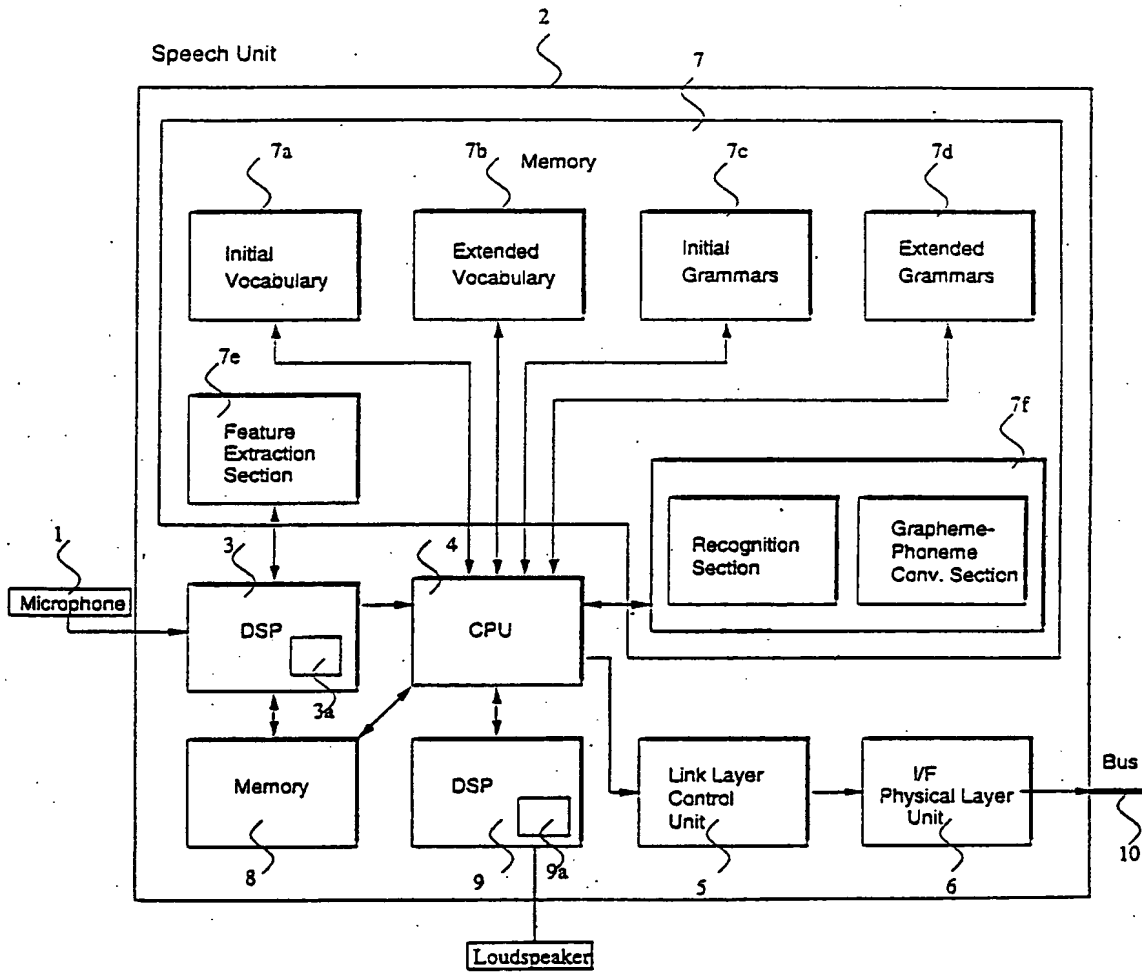 2
Speech Unit
7
7a
7b
Memory
7c
7d
Initial
Vocabulary
Extended
Vocabulary
Initial
Grammars
Extended
Grammars
7e
Feature
Extraction
Section
7f
Recognition
Section
Grapheme-
Phoneme
Conv. Section
1
Microphone
3
DSP
3a
4
CPU
Memory
8
DSP
9
9a
Link Layer
Control
Unit
5
I/F
Physical Layer
Unit
6
Bus
10
Loudspeaker